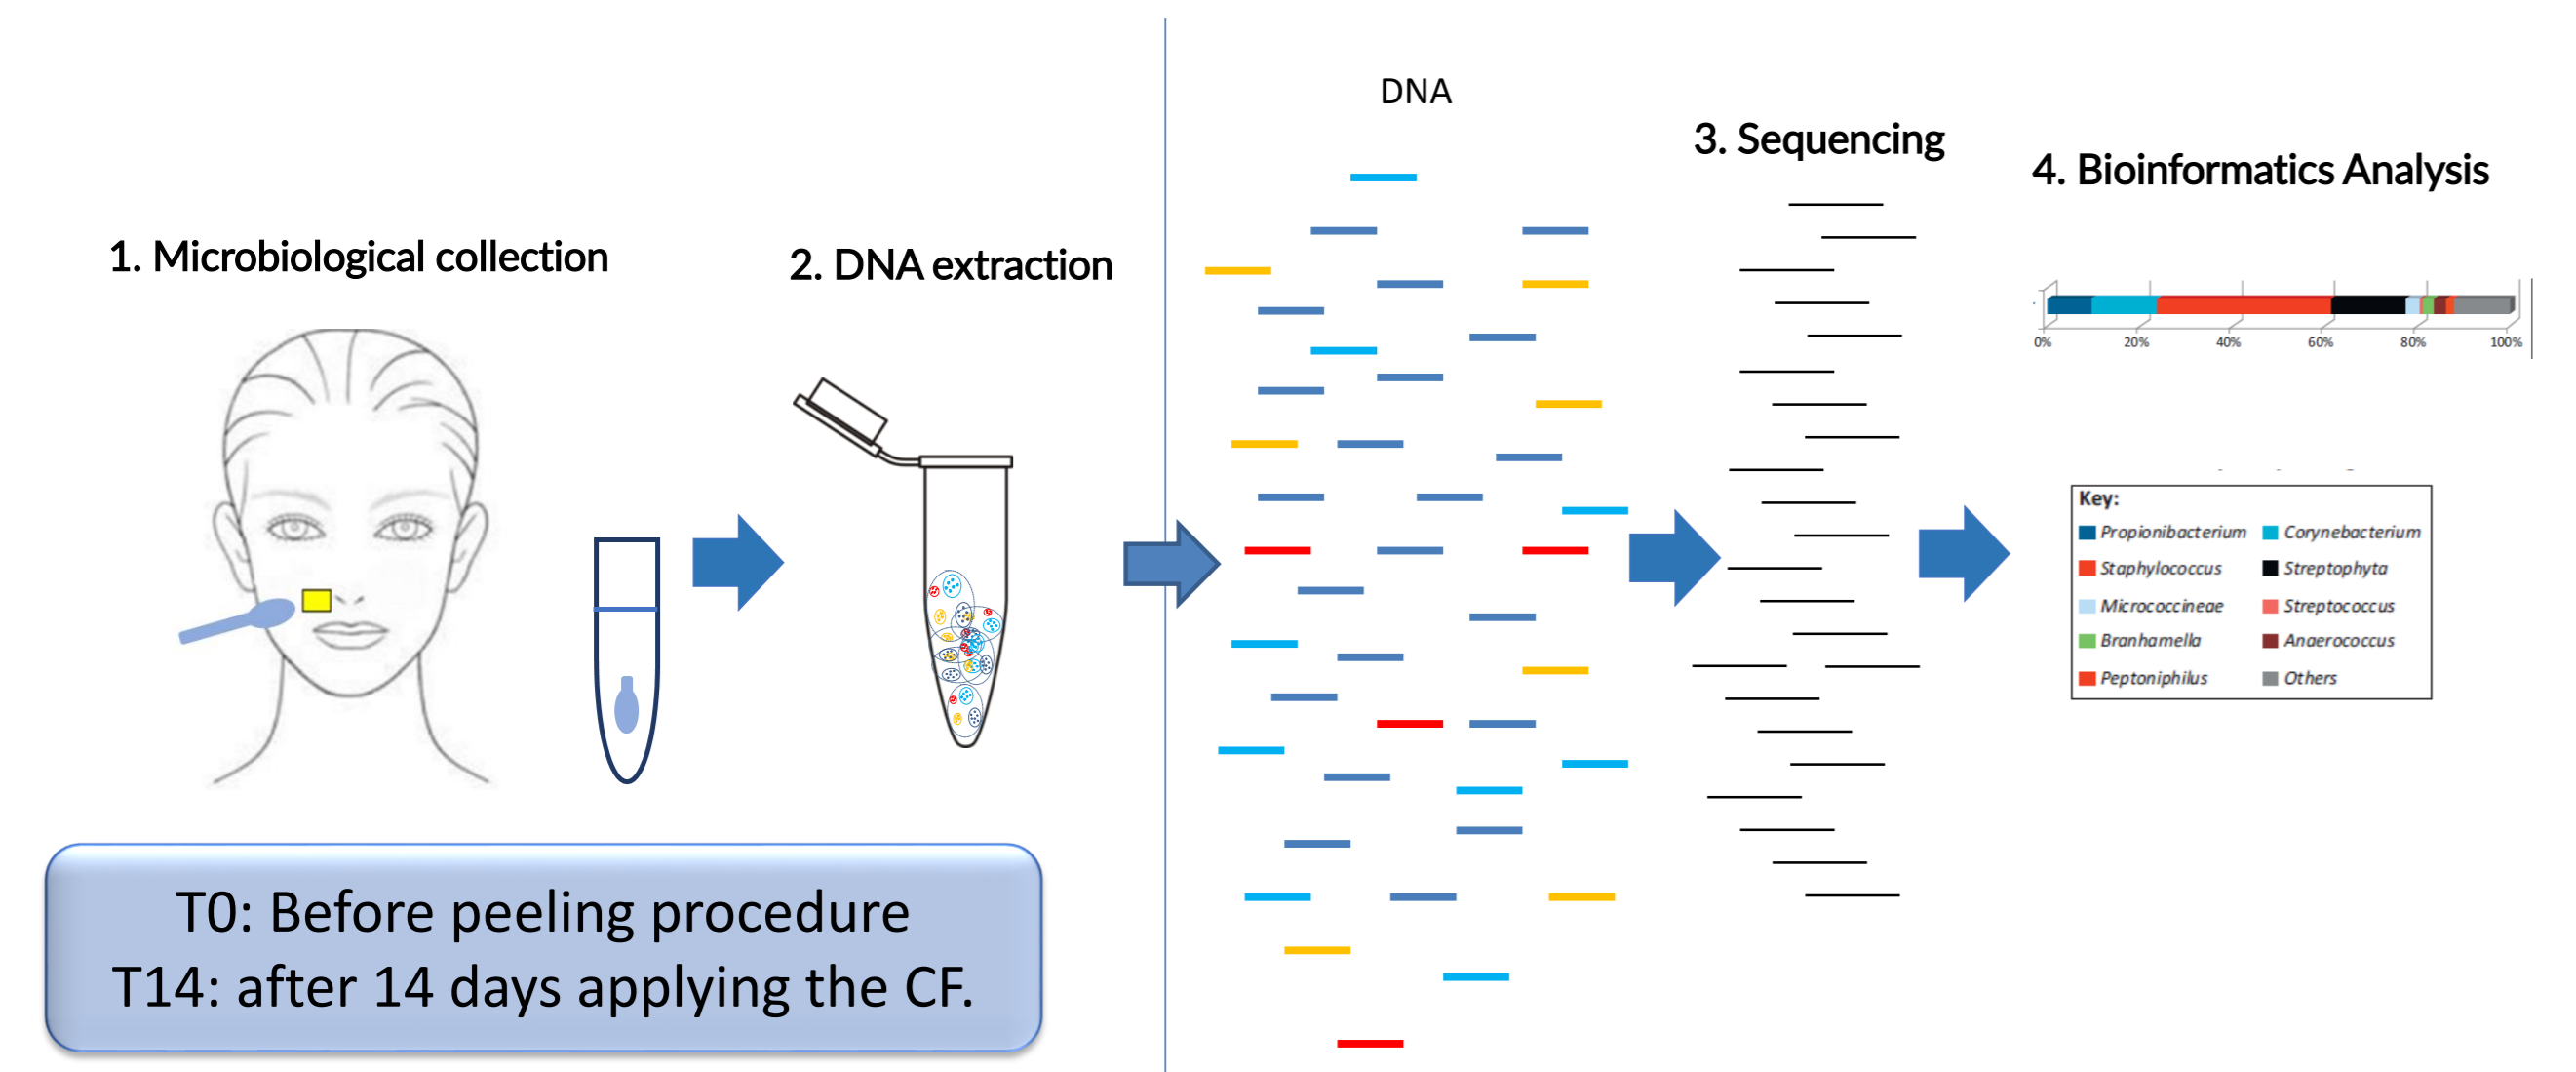 1. Microbiological collection
2. DNA extraction
T0: Before peeling procedure
T14: after 14 days applying the CF.
DNA
3. Sequencing
4. Bioinformatics Analysis
0% 20% 40% 60% 80% 100%
Key:
Propionibacterium Corynebacterium
Staphylococcus Streptophyta
Micrococcineae Streptococcus
Branhamella Anaerococcus
Peptoniphilus Others